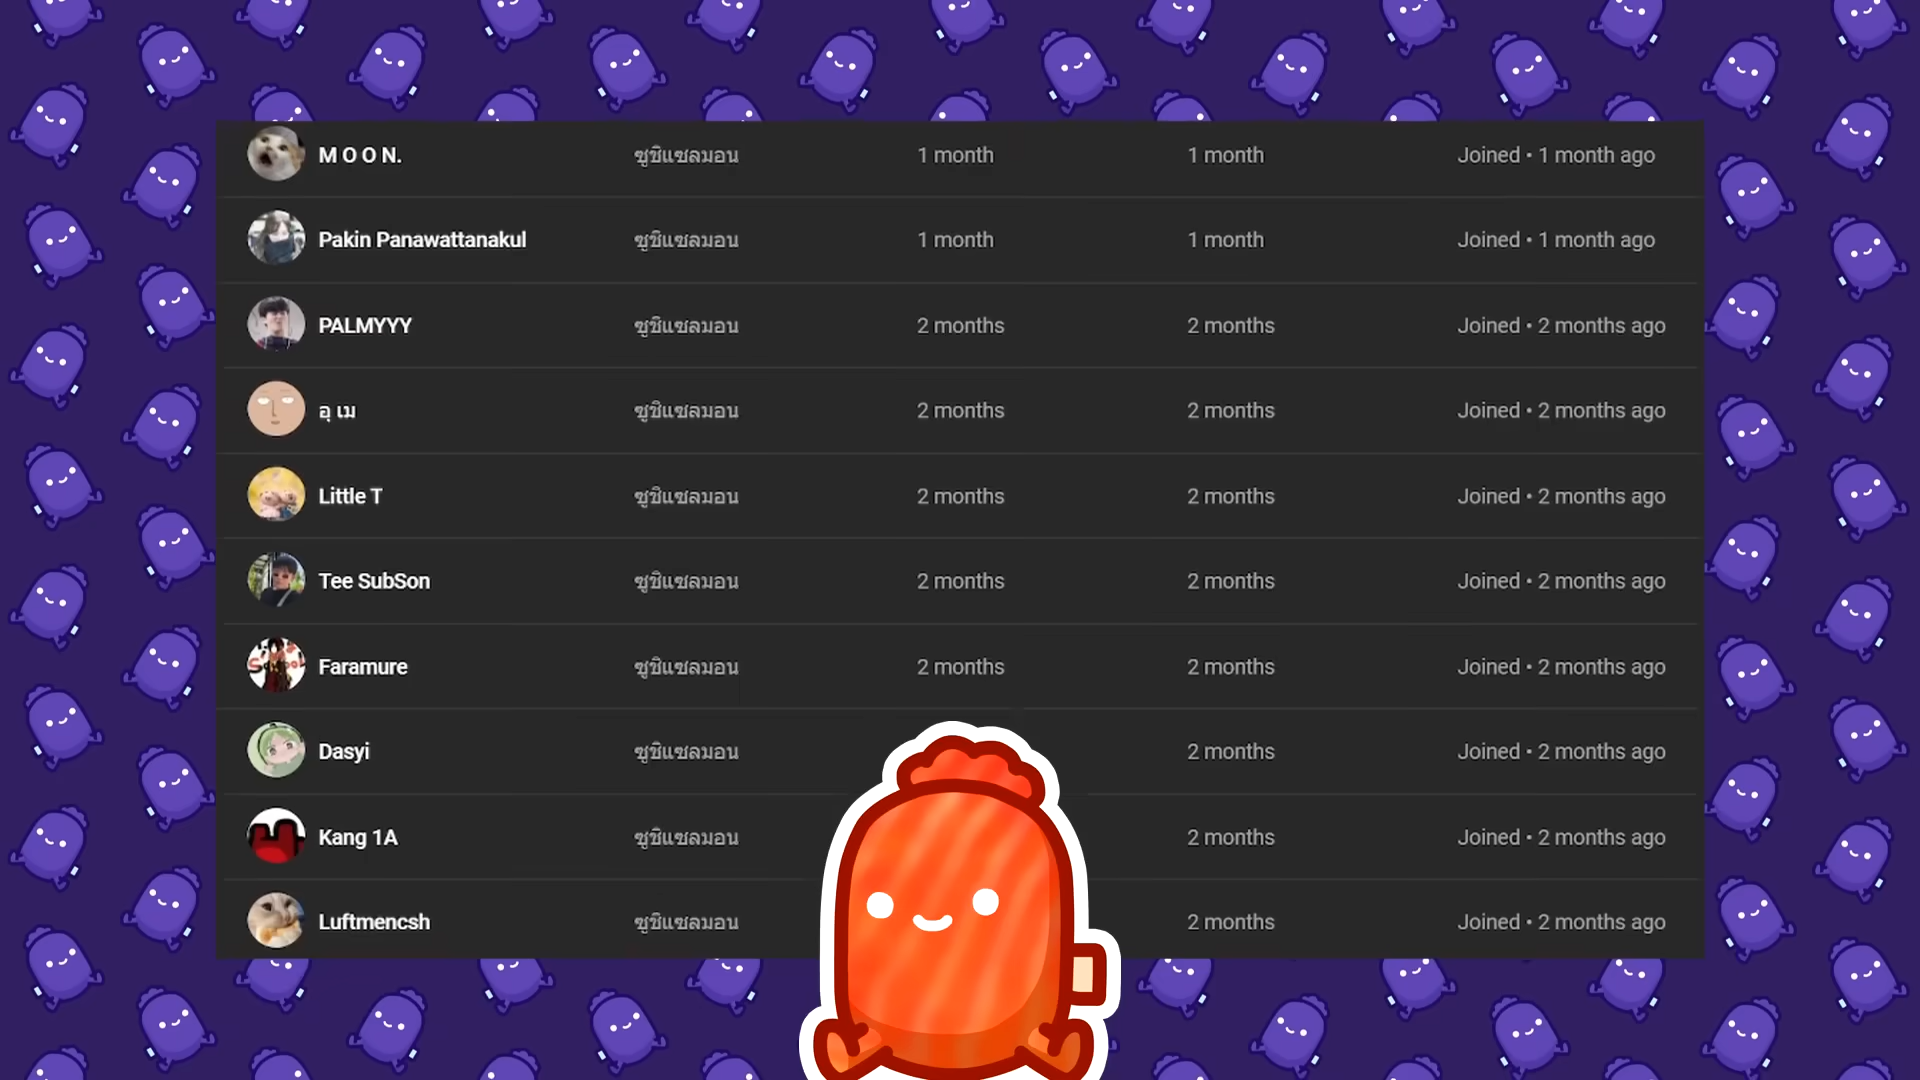 M O O N. ซูชิแซลมอน 1 month 1 month Joined • 1 month ago
Pakin Panawattanakul ซูชิแซลมอน 1 month 1 month Joined • 1 month ago
PALMYYY ซูชิแซลมอน 2 months 2 months Joined • 2 months ago
อุ เม ซูชิแซลมอน 2 months 2 months Joined • 2 months ago
Little T ซูชิแซลมอน 2 months 2 months Joined • 2 months ago
Tee SubSon ซูชิแซลมอน 2 months 2 months Joined • 2 months ago
Faramure ซูชิแซลมอน 2 months 2 months Joined • 2 months ago
Dasyi ซูชิแซลมอน 2 months Joined • 2 months ago
Kang 1A ซูชิแซลมอน 2 months Joined • 2 months ago
Luftmencsh ซูชิแซลมอน 2 months Joined • 2 months ago